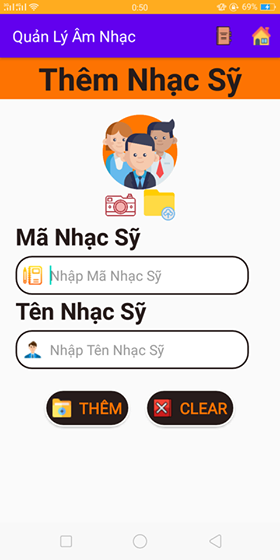 0:50
69%
Quản Lý Âm Nhạc
Thêm Nhạc Sỹ
Mã Nhạc Sỹ
Nhập Mã Nhạc Sỹ
Tên Nhạc Sỹ
Nhập Tên Nhạc Sỹ
THÊM
CLEAR